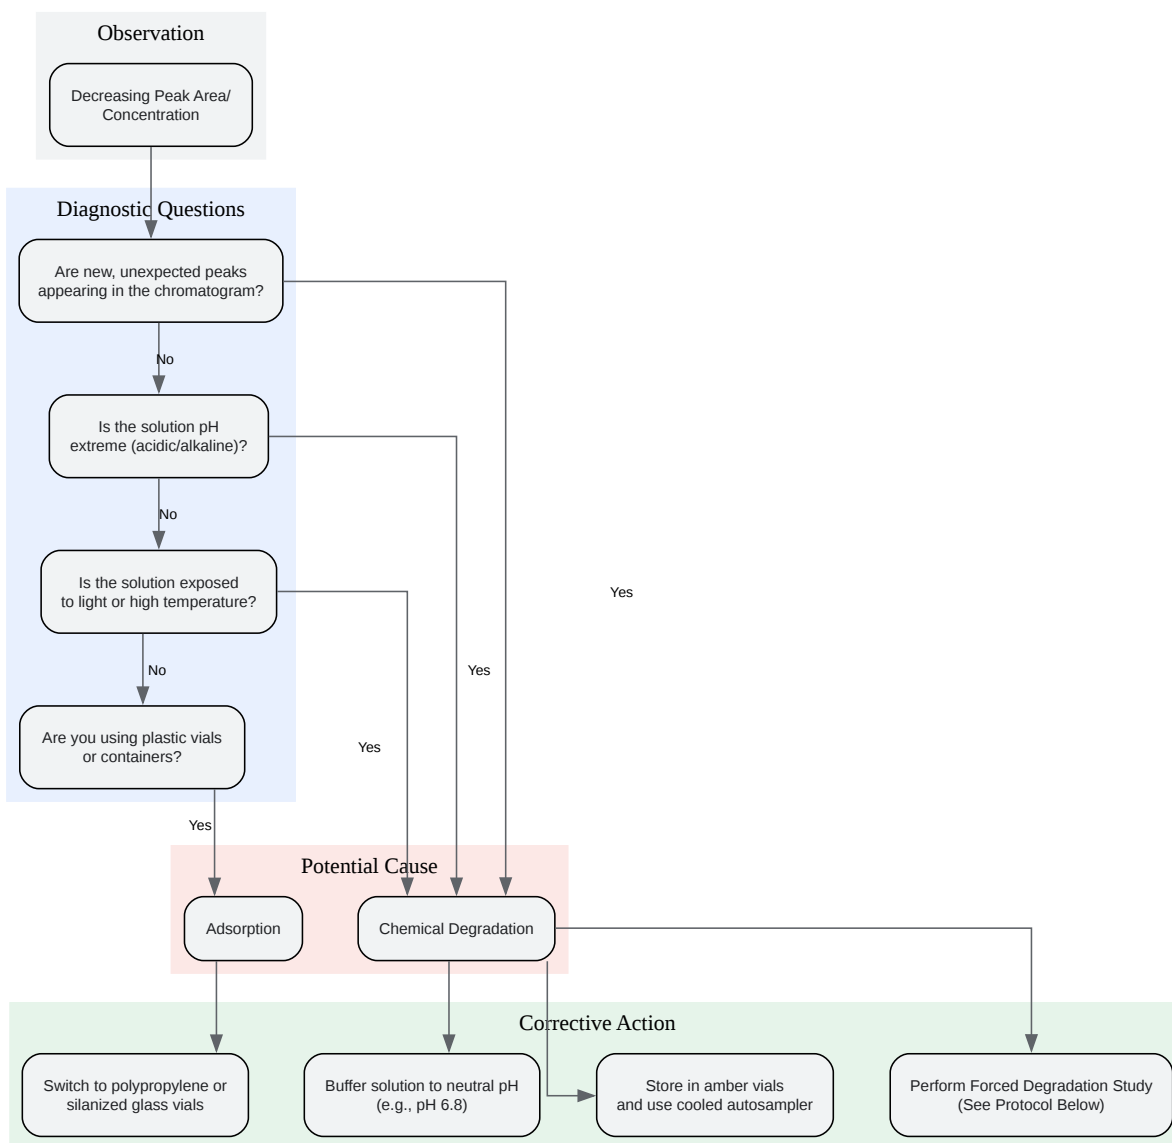 Observation
Decreasing Peak Area/
Concentration
Diagnostic Questions
Are new, unexpected peaks
appearing in the chromatogram?
No
Is the solution pH
extreme (acidic/alkaline)?
No
Is the solution exposed
to light or high temperature?
Yes
No
Yes
Are you using plastic vials
or containers?
Yes
Yes
Potential Cause
Adsorption
Chemical Degradation
Corrective Action
Switch to polypropylene or
silanized glass vials
Buffer solution to neutral pH
(e.g., pH 6.8)
Store in amber vials
and use cooled autosampler
Perform Forced Degradation Study
(See Protocol Below)